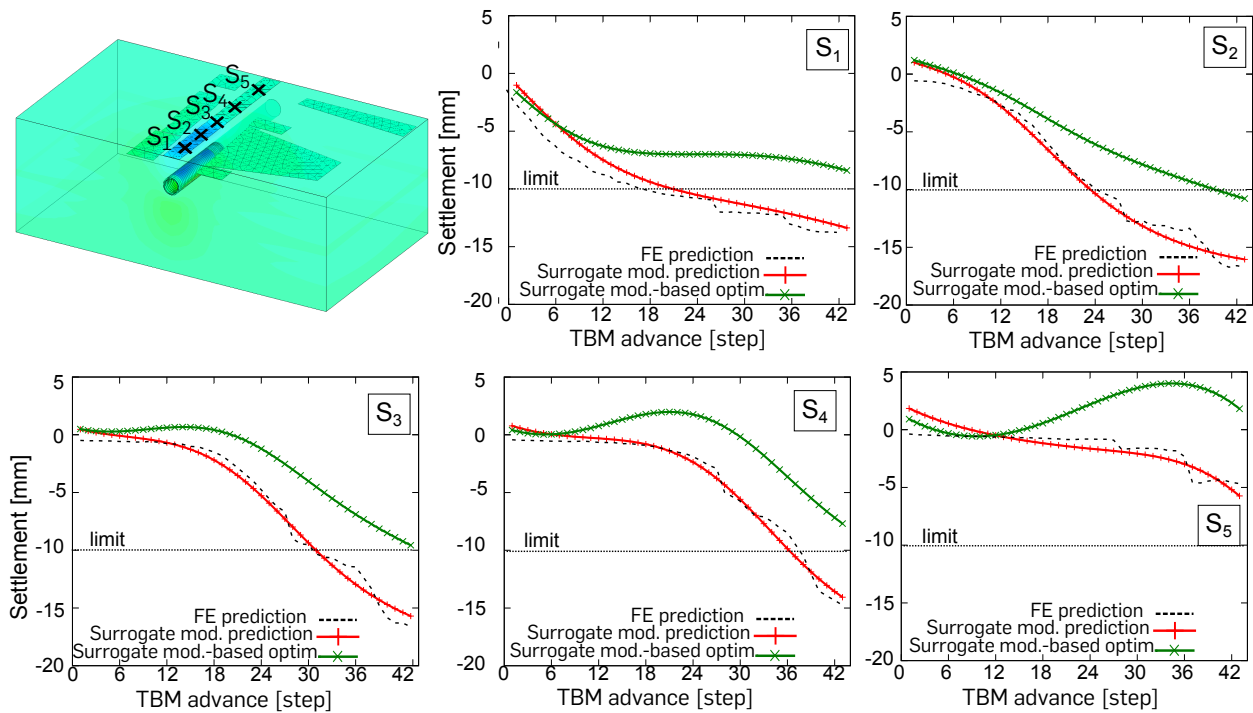 S5
S4
S3
S2
S1
5
0
-5
-10
-15
-20
Settlement [mm]
S1
limit
FE prediction
Surrogate mod. prediction
Surrogate mod.-based optim
0 6 12 18 24 30 36 42
TBM advance [step]
5
0
-5
-10
-15
-20
S2
limit
FE prediction
Surrogate mod. prediction
Surrogate mod.-based optim
0 6 12 18 24 30 36 42
TBM advance [step]
5
0
-5
-10
-15
-20
Settlement [mm]
S3
limit
FE prediction
Surrogate mod. prediction
Surrogate mod.-based optim
0 6 12 18 24 30 36 42
TBM advance [step]
5
0
-5
-10
-15
-20
S4
limit
FE prediction
Surrogate mod. prediction
Surrogate mod.-based optim
0 6 12 18 24 30 36 42
TBM advance [step]
5
0
-5
-10
-15
-20
S5
limit
FE prediction
Surrogate mod. prediction
Surrogate mod.-based optim
0 6 12 18 24 30 36 42
TBM advance [step]